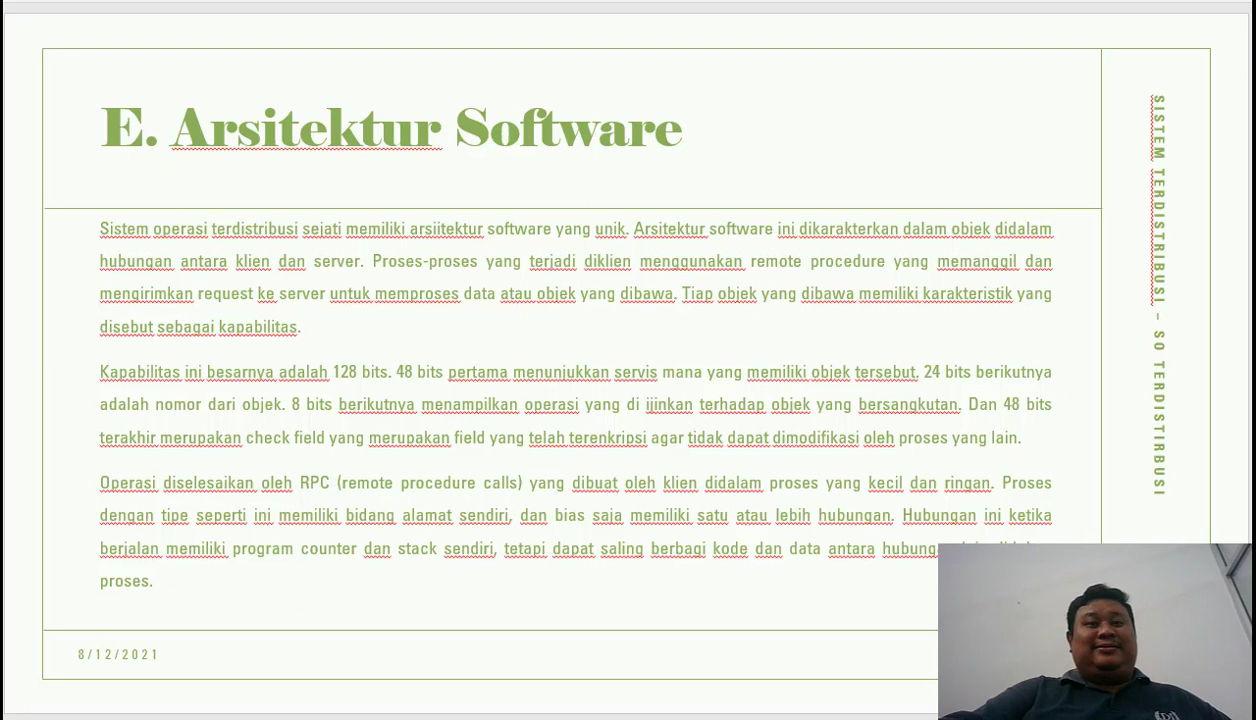 E. Arsitektur Software
Sistem operasi terdistribusi sejati memiliki arsiitektur software yang unik. Arsitektur software ini dikarakterkan dalam objek didalam
hubungan antara klien dan server. Proses-proses yang terjadi diklien menggunakan remote procedure yang memanggil dan
mengirimkan request ke server untuk memproses data atau objek yang dibawa. Tiap objek yang dibawa memiliki karakteristik yang
disebut sebagai kapabilitas.
Kapabilitas ini besarnya adalah 128 bits. 48 bits pertama menunjukkan servis mana yang memiliki objek tersebut. 24 bits berikutnya
adalah nomor dari objek. 8 bits berikutnya menampilkan operasi yang di ijinkan terhadap objek yang bersangkutan. Dan 48 bits
terakhir merupakan check field yang merupakan field yang telah terenkripsi agar tidak dapat dimodifikasi oleh proses yang lain.
Operasi diselesaikan oleh RPC (remote procedure calls) yang dibuat oleh klien didalam proses yang kecil dan ringan. Proses
dengan tipe seperti ini memiliki bidang alamat sendiri, dan bias saja memiliki satu atau lebih hubungan. Hubungan ini ketika
berjalan memiliki program counter dan stack sendiri, tetapi dapat saling berbagi kode dan data antara
proses.
8/12/2021
SISTEM TERDISTRIBUSI – SO TERDISTIRBUSI